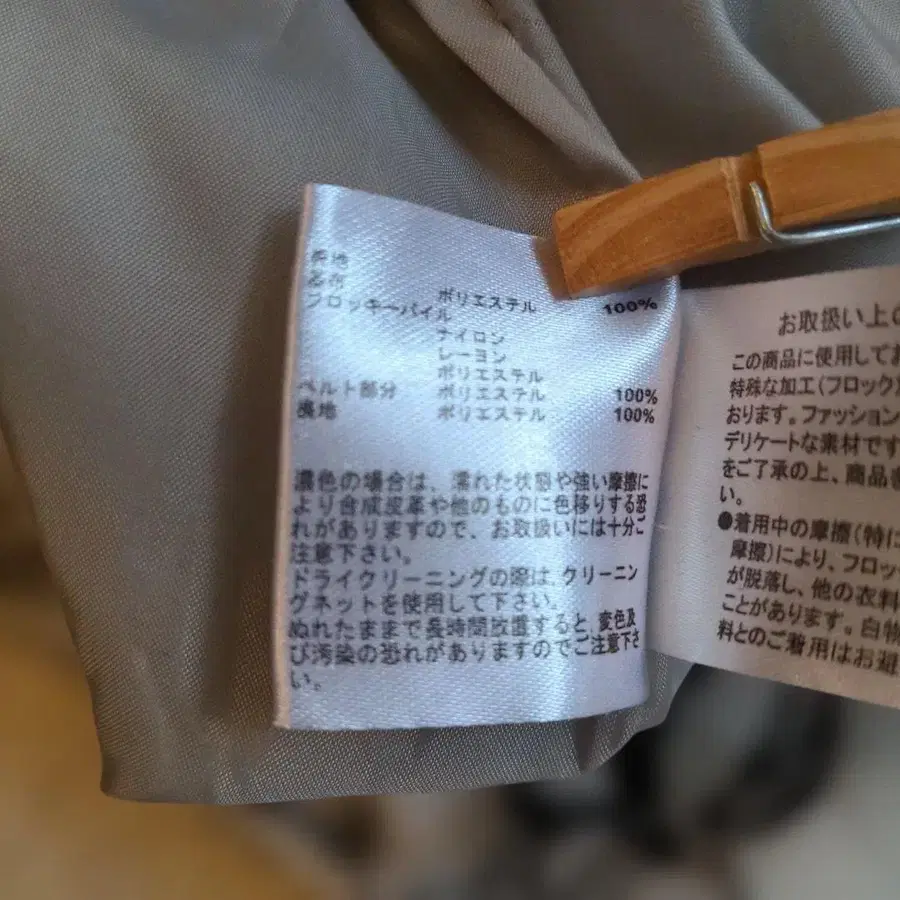 表地
基布 ポリエステル 100%
フロッキーパイル
ナイロン
レーヨン
ポリエステル
ベルト部分 ポリエステル 100%
裏地 ポリエステル 100%
濃色の場合は、濡れた状態や強い摩擦に
より合成皮革や他のものに色移りする恐
れがありますので、お取扱いには十分ご
注意下さい。
ドライクリーニングの際は、クリーニン
グネットを使用して下さい。
ぬれたままで長時間放置すると、変色及
び汚染の恐れがありますのでご注意下さ
い。
お取扱い上の
この商品に使用してお
特殊な加工(フロック)
おります。ファッション
デリケートな素材です
をご了承の上、商品
い。
●着用中の摩擦(特に
摩擦)により、フロッ
が脱落し、他の衣料
ことがあります。白物
料とのご着用はお避